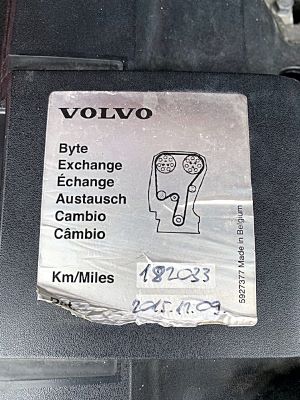 VOLVO
Byte
Exchange
Échange
Austausch
Cambio
Câmbio
Km/Miles 182033
2015.12.09.
5927377 Made in Belgium